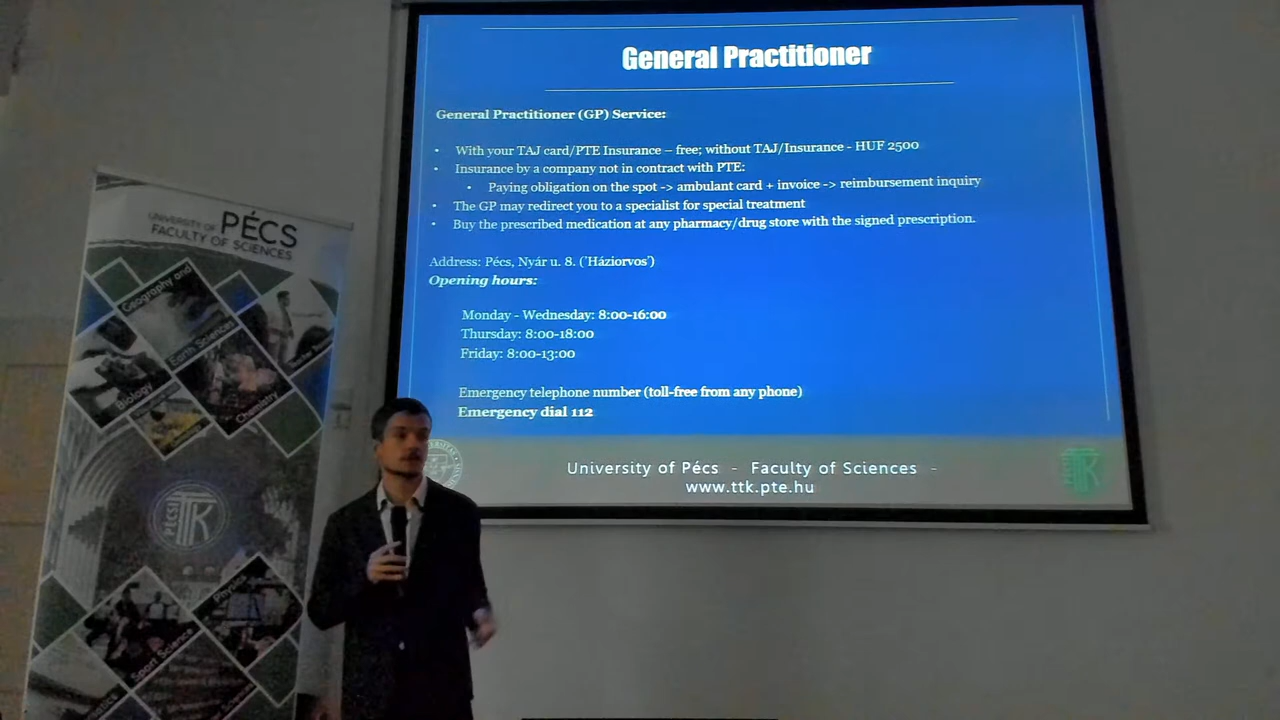 General Practitioner
General Practitioner (GP) Service:
• With your TAJ card/PTE Insurance – free; without TAJ/Insurance - HUF 2500
• Insurance by a company not in contract with PTE:
• Paying obligation on the spot -> ambulant card + invoice -> reimbursement inquiry
• The GP may redirect you to a specialist for special treatment
• Buy the prescribed medication at any pharmacy/drug store with the signed prescription.
Address: Pécs, Nyár u. 8. ('Háziorvos')
Opening hours:
Monday - Wednesday: 8:00-16:00
Thursday: 8:00-18:00
Friday: 8:00-13:00
Emergency telephone number (toll-free from any phone)
Emergency dial 112
University of Pécs - Faculty of Sciences -
www.ttk.pte.hu
UNIVERSITY OF PÉCS
FACULTY OF SCIENCES
Geography and
Earth Sciences
Biology
Chemistry
PÉCSI TTK
Physics
Sport Science